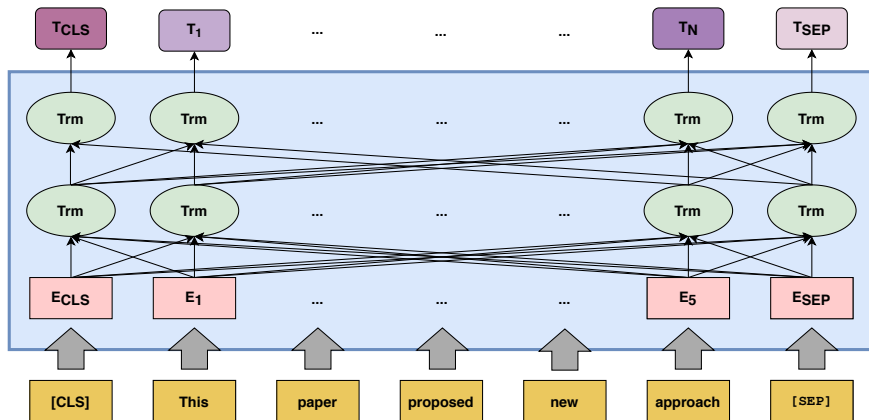 TCLS T1 ... ... ... TN TSEP
Trm Trm ... ... ... Trm Trm
Trm Trm ... ... ... Trm Trm
ECLS E1 ... ... ... E5 ESEP
[CLS] This paper proposed new approach [SEP]